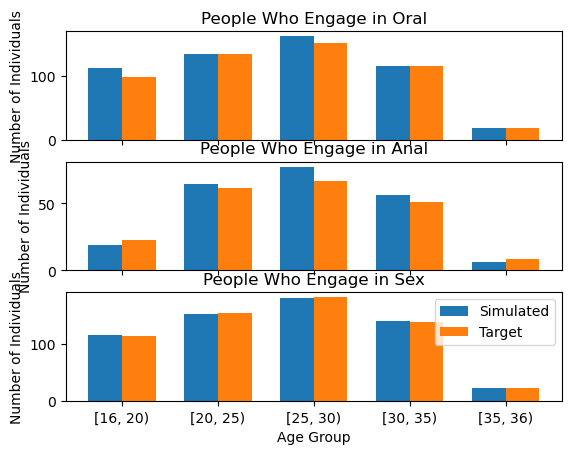 People Who Engage in Oral
Number of Individuals
100
0
People Who Engage in Anal
Number of Individuals
50
0
People Who Engage in Sex
Number of Individuals
100
0
Simulated
Target
[16, 20)
[20, 25)
[25, 30)
[30, 35)
[35, 36)
Age Group